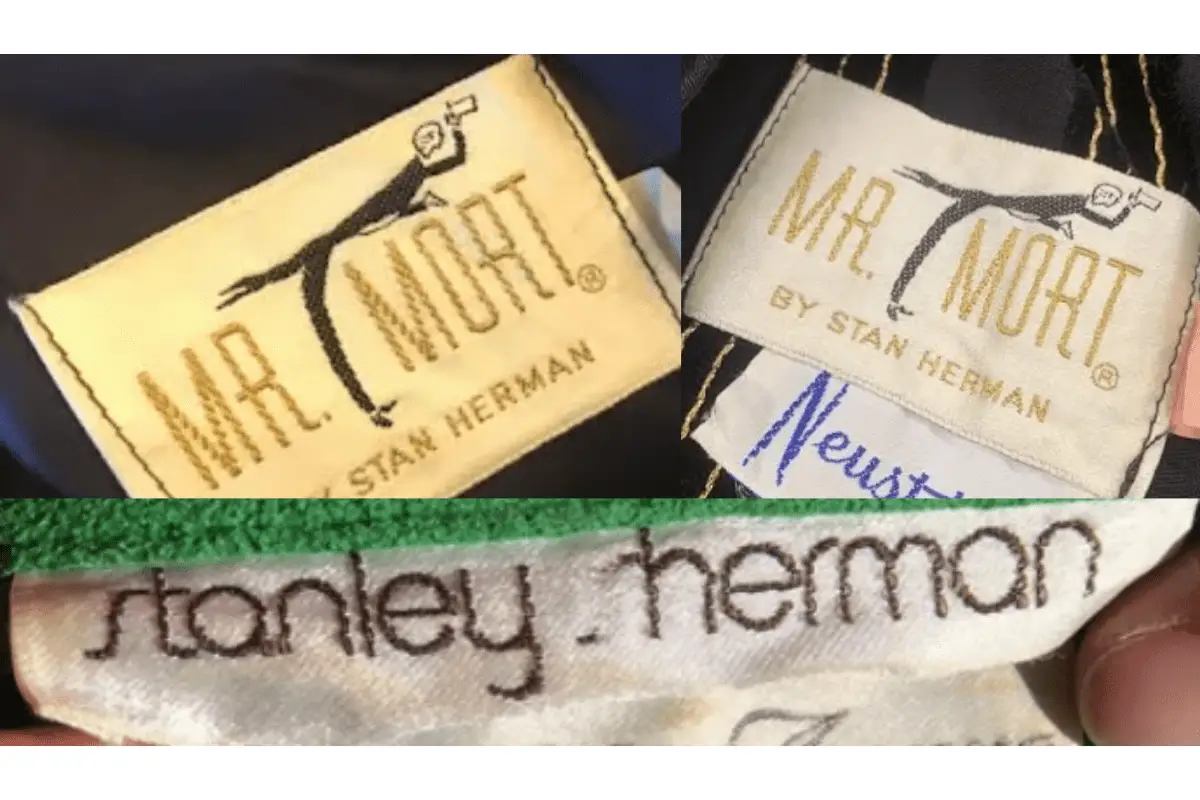 MR. MORT®
BY STAN HERMAN
MR. MORT®
BY STAN HERMAN
stanley herman